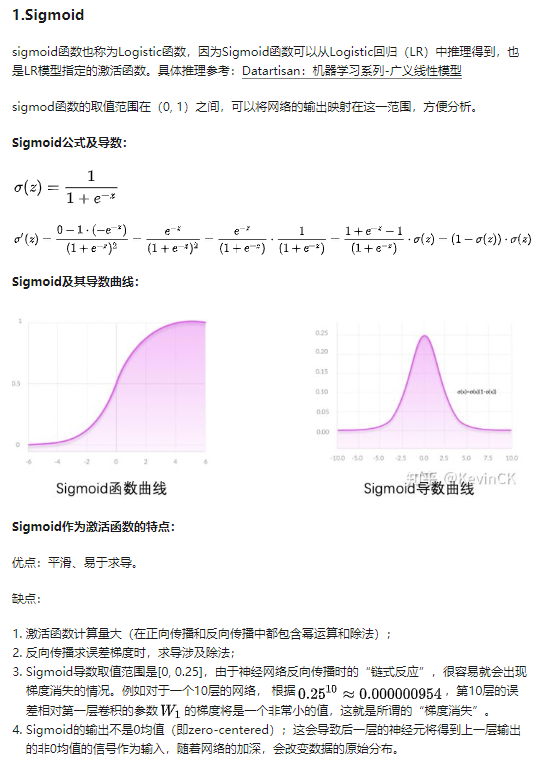 1.Sigmoid
sigmoid函数也称为Logistic函数，因为Sigmoid函数可以从Logistic回归（LR）中推理得到，也
是LR模型指定的激活函数。具体推理参考：Datartisan：机器学习系列-广义线性模型
sigmod函数的取值范围在（0, 1）之间，可以将网络的输出映射在这一范围，方便分析。
Sigmoid公式及导数：
σ(z) = 1 / (1 + e^{-z})
σ'(z) = (0 − 1 · (−e^{-z})) / (1 + e^{-z})^2 = e^{-z} / (1 + e^{-z})^2 = e^{-z} / (1 + e^{-z}) · 1 / (1 + e^{-z}) = (1 + e^{-z} − 1) / (1 + e^{-z}) · σ(z) = (1 − σ(z)) · σ(z)
Sigmoid及其导数曲线：
1
0.5
0
-6 -4 -2 0 2 4 6
Sigmoid函数曲线
0.25
0.20
0.15
0.10
0.05
0.00
-10.0 -7.5 -5.0 -2.5 0.0 2.5 5.0 7.5 10.0
知乎 @KevinCK
Sigmoid导数曲线
Sigmoid作为激活函数的特点：
优点：平滑、易于求导。
缺点：
1. 激活函数计算量大（在正向传播和反向传播中都包含幂运算和除法）；
2. 反向传播求误差梯度时，求导涉及除法；
3. Sigmoid导数取值范围是[0, 0.25]，由于神经网络反向传播时的“链式反应”，很容易就会出现
梯度消失的情况。例如对于一个10层的网络， 根据0.25^{10} ≈ 0.000000954，第10层的误
差相对第一层卷积的参数W_1的梯度将是一个非常小的值，这就是所谓的“梯度消失”。
4. Sigmoid的输出不是0均值（即zero-centered）；这会导致后一层的神经元将得到上一层输出
的非0均值的信号作为输入，随着网络的加深，会改变数据的原始分布。